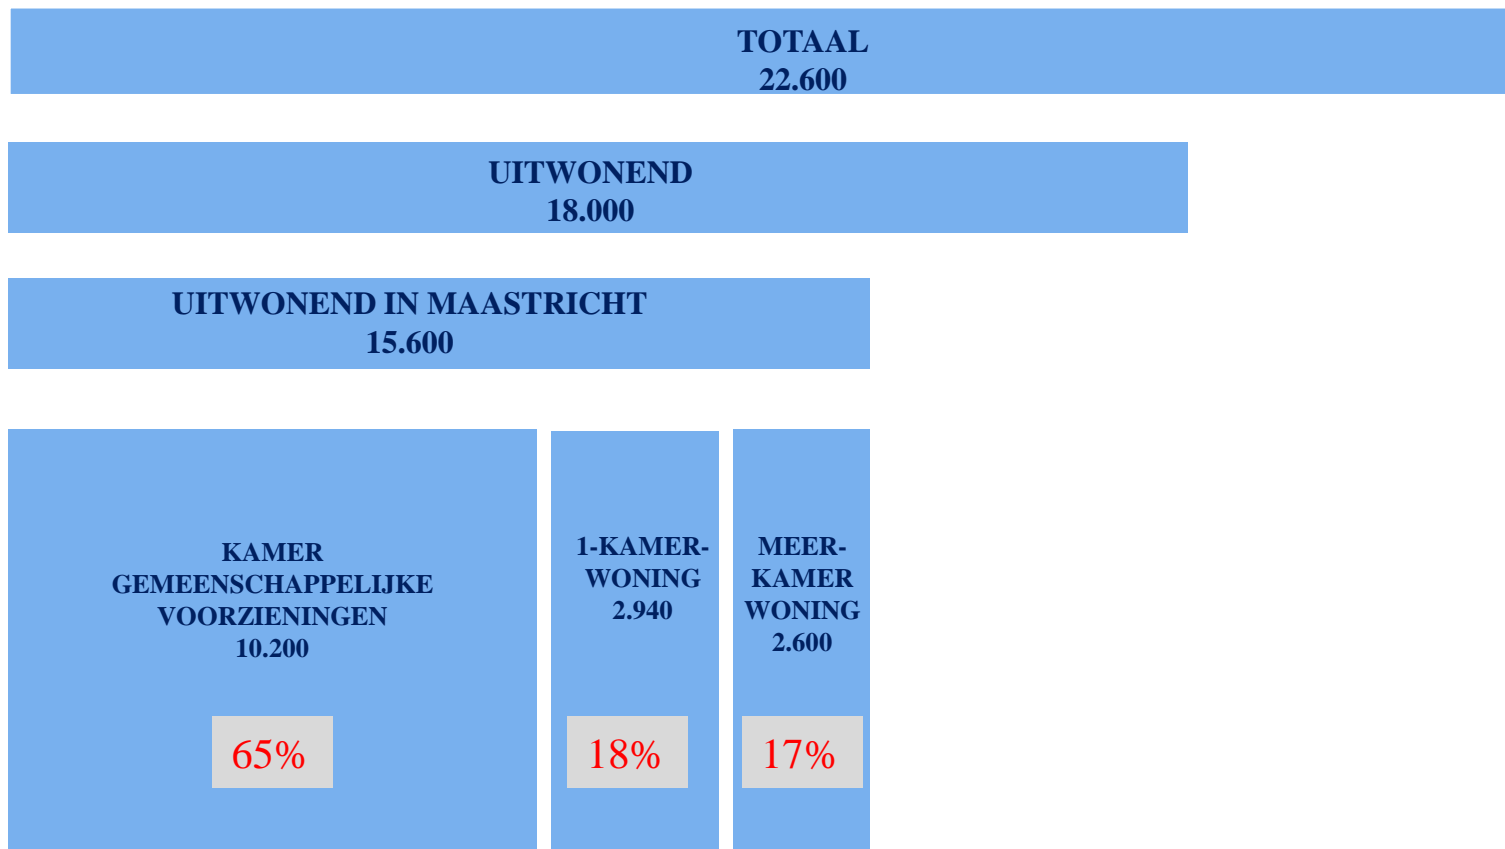 TOTAAL
22.600
UITWONEND
18.000
UITWONEND IN MAASTRICHT
15.600
KAMER
GEMEENSCHAPPELIJKE
VOORZIENINGEN
10.200
65%
1-KAMER-
WONING
2.940
18%
MEER-
KAMER
WONING
2.600
17%